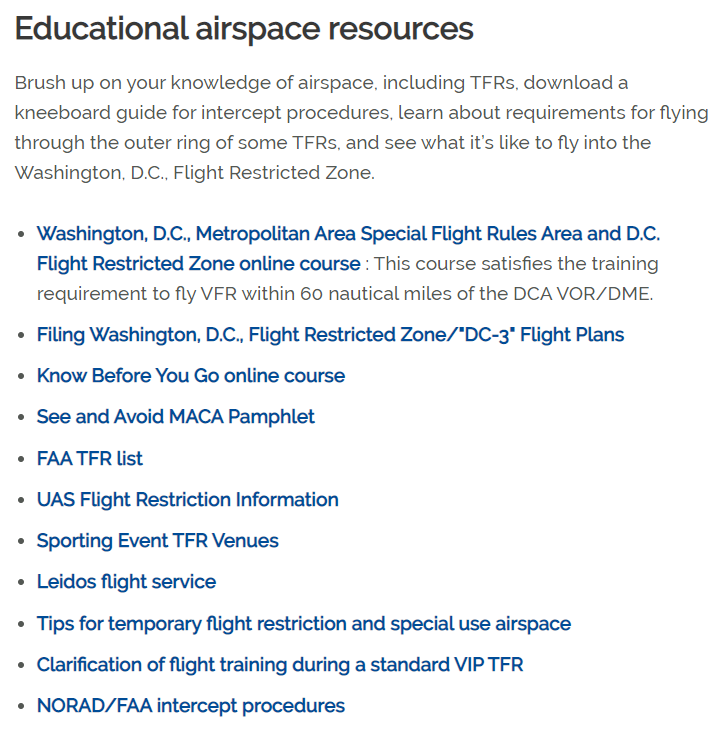 Educational airspace resources
Brush up on your knowledge of airspace, including TFRs, download a
kneeboard guide for intercept procedures, learn about requirements for flying
through the outer ring of some TFRs, and see what it's like to fly into the
Washington, D.C., Flight Restricted Zone.
• Washington, D.C., Metropolitan Area Special Flight Rules Area and D.C.
Flight Restricted Zone online course : This course satisfies the training
requirement to fly VFR within 60 nautical miles of the DCA VOR/DME.
• Filing Washington, D.C., Flight Restricted Zone/"DC-3" Flight Plans
• Know Before You Go online course
• See and Avoid MACA Pamphlet
• FAA TFR list
• UAS Flight Restriction Information
• Sporting Event TFR Venues
• Leidos flight service
• Tips for temporary flight restriction and special use airspace
• Clarification of flight training during a standard VIP TFR
• NORAD/FAA intercept procedures